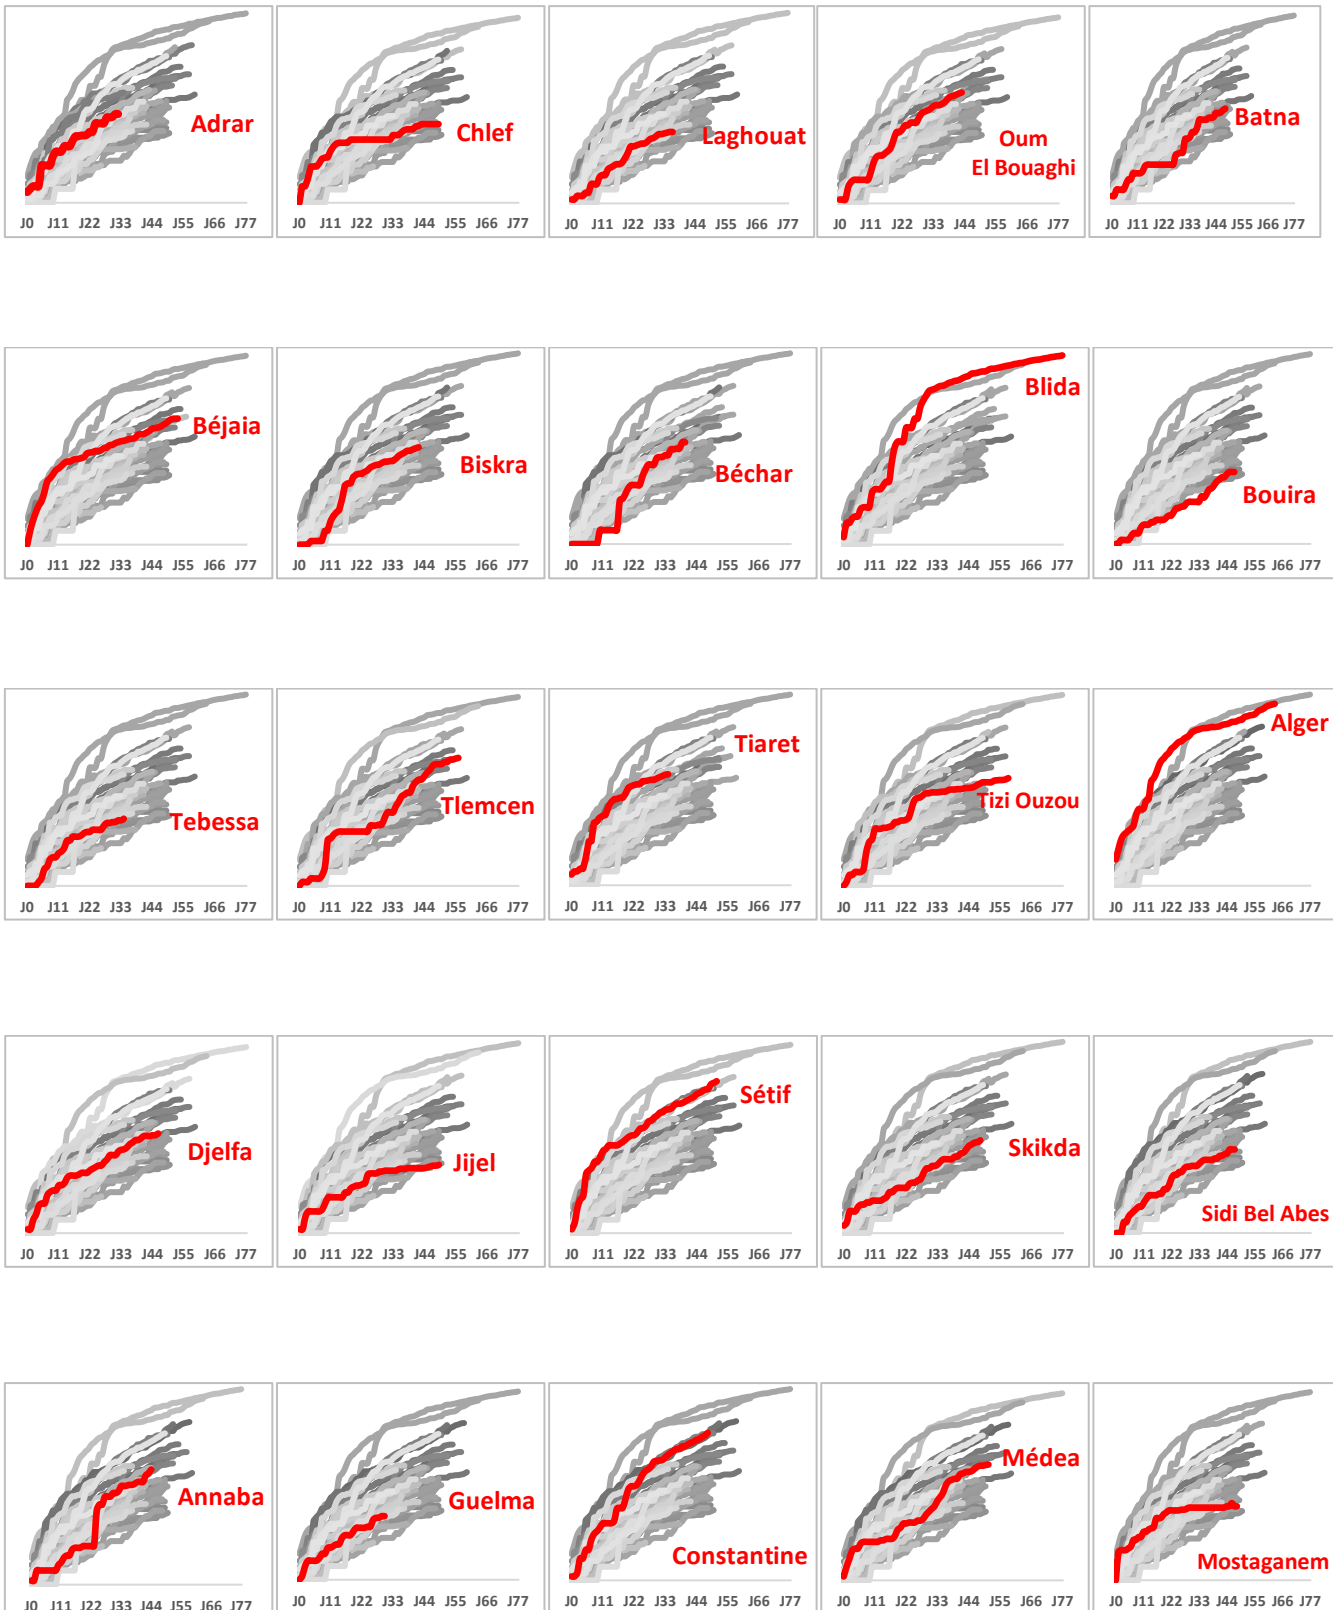 Adrar
J0 J11 J22 J33 J44 J55 J66 J77
Chlef
J0 J11 J22 J33 J44 J55 J66 J77
Laghouat
J0 J11 J22 J33 J44 J55 J66 J77
Oum
El Bouaghi
J0 J11 J22 J33 J44 J55 J66 J77
Batna
J0 J11 J22 J33 J44 J55 J66 J77
Béjaia
J0 J11 J22 J33 J44 J55 J66 J77
Biskra
J0 J11 J22 J33 J44 J55 J66 J77
Béchar
J0 J11 J22 J33 J44 J55 J66 J77
Blida
J0 J11 J22 J33 J44 J55 J66 J77
Bouira
J0 J11 J22 J33 J44 J55 J66 J77
Tebessa
J0 J11 J22 J33 J44 J55 J66 J77
Tlemcen
J0 J11 J22 J33 J44 J55 J66 J77
Tiaret
J0 J11 J22 J33 J44 J55 J66 J77
Tizi Ouzou
J0 J11 J22 J33 J44 J55 J66 J77
Alger
J0 J11 J22 J33 J44 J55 J66 J77
Djelfa
J0 J11 J22 J33 J44 J55 J66 J77
Jijel
J0 J11 J22 J33 J44 J55 J66 J77
Sétif
J0 J11 J22 J33 J44 J55 J66 J77
Skikda
J0 J11 J22 J33 J44 J55 J66 J77
Sidi Bel Abes
J0 J11 J22 J33 J44 J55 J66 J77
Annaba
J0 J11 J22 J33 J44 J55 J66 J77
Guelma
J0 J11 J22 J33 J44 J55 J66 J77
Constantine
J0 J11 J22 J33 J44 J55 J66 J77
Médea
J0 J11 J22 J33 J44 J55 J66 J77
Mostaganem
J0 J11 J22 J33 J44 J55 J66 J77